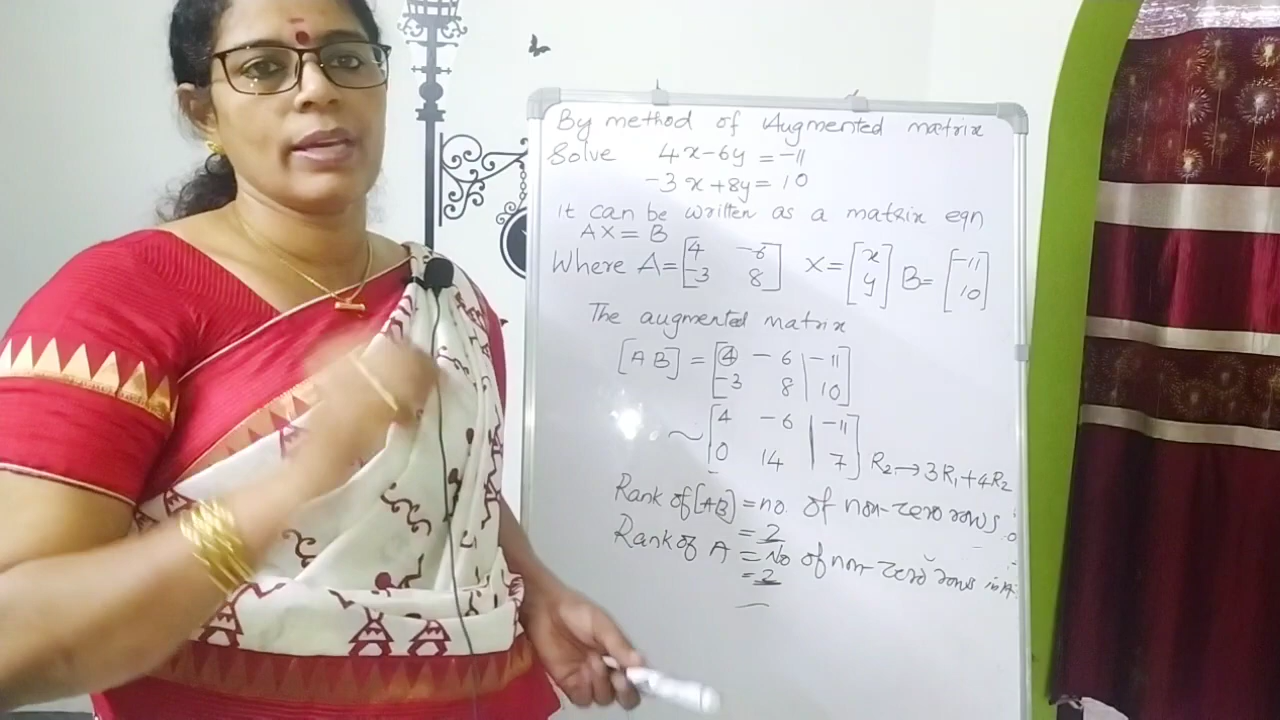 By method of Augmented matrix
Solve 4x-6y = -11
-3x+8y = 10
it can be written as a matrix eqn
AX = B
Where A = [4 -6 -3 8] X = [x y] B = [-11 10]
The augmented matrix
[AB] = [4 -6 | -11
-3 8 | 10]
~ [4 -6 | -11
0 14 | 7] R2 → 3R1+4R2
Rank of [AB] = no. of non-zero rows
= 2
Rank of A = No of non-zero rows in A
= 2